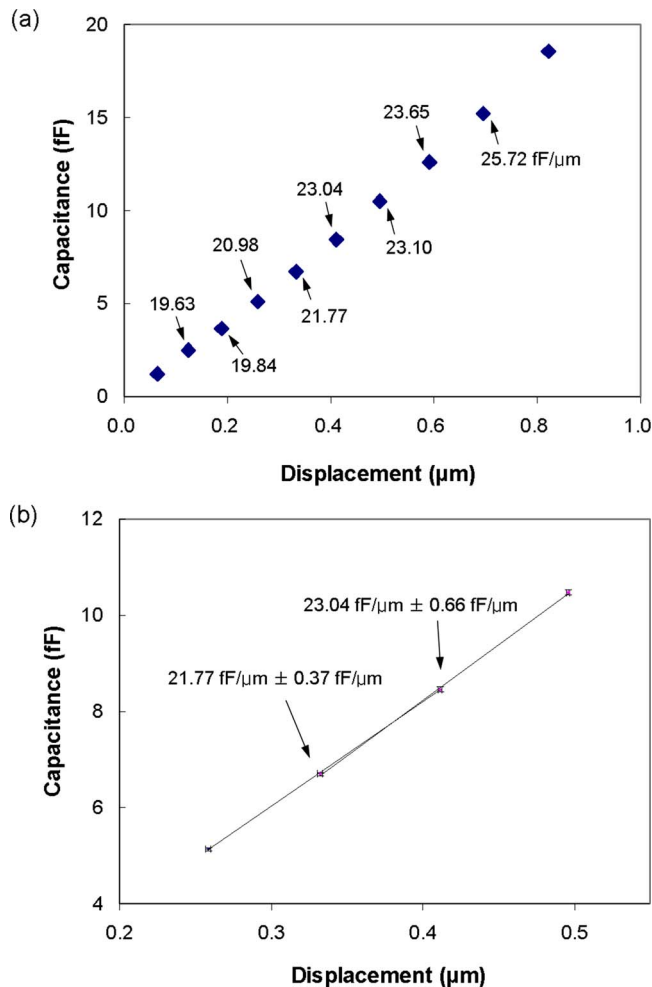 (a)
20
15
10
5
0
Capacitance (fF)
19.63
20.98
23.04
23.65
25.72 fF/µm
23.10
21.77
19.84
0.0 0.2 0.4 0.6 0.8 1.0
Displacement (µm)
(b)
12
10
8
6
4
Capacitance (fF)
23.04 fF/µm ± 0.66 fF/µm
21.77 fF/µm ± 0.37 fF/µm
0.2 0.3 0.4 0.5
Displacement (µm)